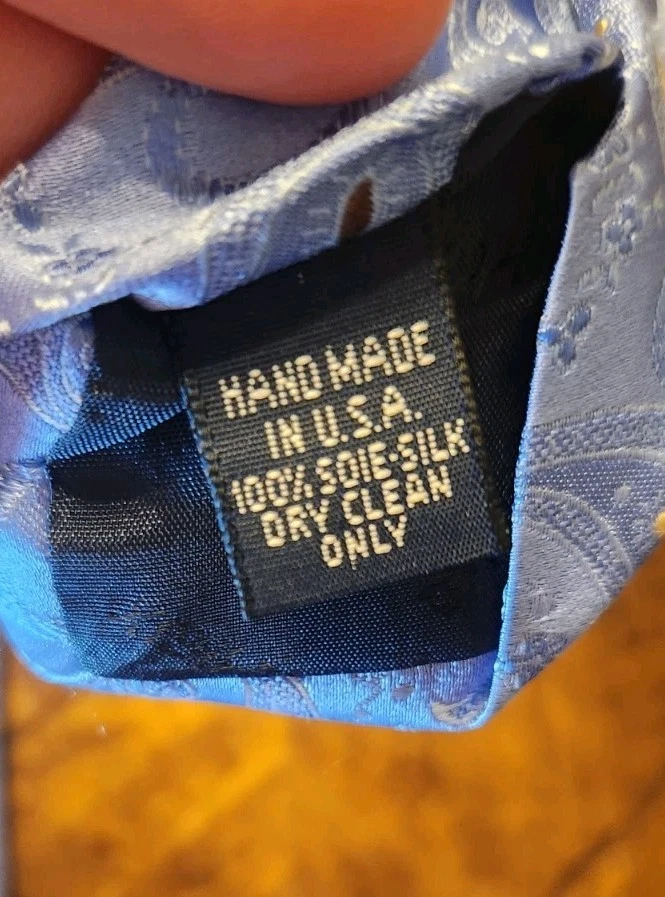 HAND MADE
IN U.S.A.
100% SOIE-SILK
DRY CLEAN
ONLY